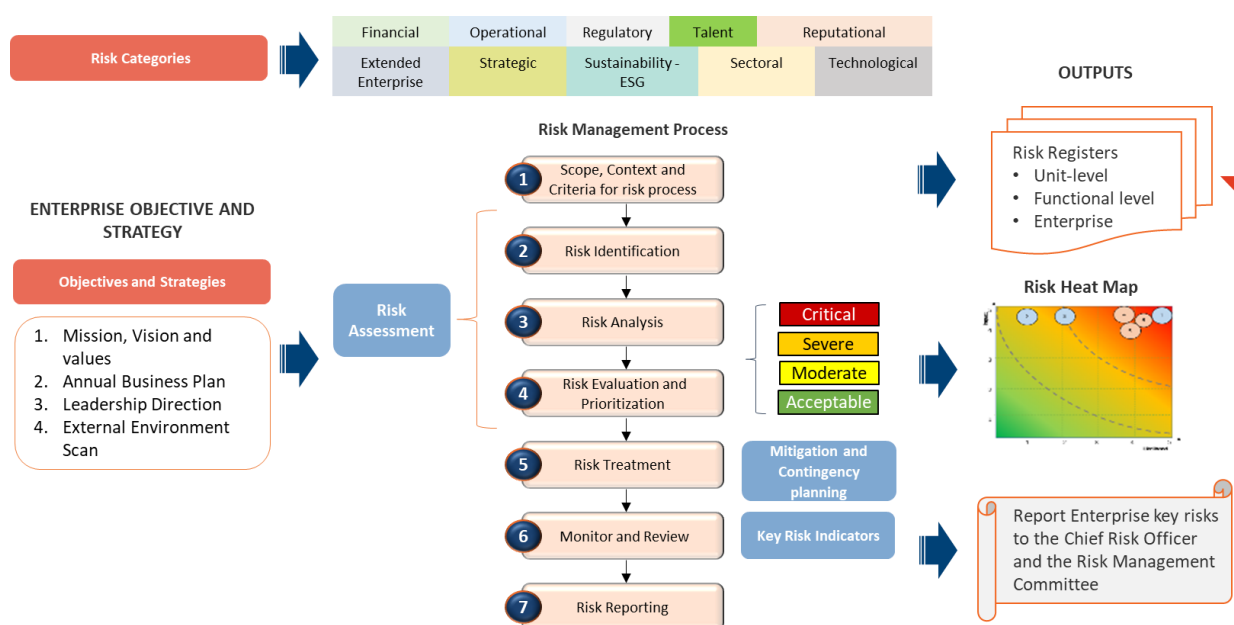 Risk Categories
Financial
Operational
Regulatory
Talent
Reputational
Extended
Enterprise
Strategic
Sustainability -
ESG
Sectoral
Technological
ENTERPRISE OBJECTIVE AND
STRATEGY
Objectives and Strategies
1. Mission, Vision and
values
2. Annual Business Plan
3. Leadership Direction
4. External Environment
Scan
Risk Management Process
1
Scope, Context and
Criteria for risk process
2
Risk Identification
3
Risk Analysis
4
Risk Evaluation and
Prioritization
5
Risk Treatment
6
Monitor and Review
7
Risk Reporting
Risk
Assessment
Critical
Severe
Moderate
Acceptable
Mitigation and
Contingency
planning
Key Risk Indicators
OUTPUTS
Risk Registers
• Unit-level
• Functional level
• Enterprise
Risk Heat Map
Report Enterprise key risks
to the Chief Risk Officer
and the Risk Management
Committee